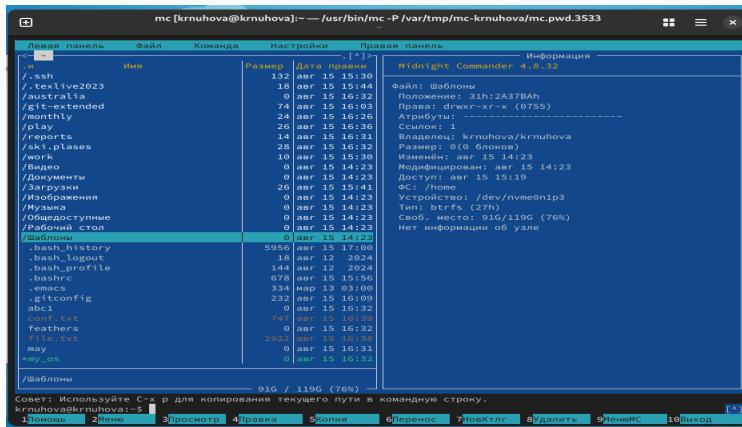 mc [krnuhova@krnuhova]:~ — /usr/bin/mc -P /var/tmp/mc-krnuhova/mc.pwd.3533
Левая панель Файл Команда Настройки Правая панель
<— ~ .[^]> Информация
.и Имя Размер Дата правки Midnight Commander 4.8.32
/.ssh 132 авг 15 15:30
/.texlive2023 18 авг 15 15:44 Файл: Шаблоны
/australia 0 авг 15 16:32 Положение: 31h:2A37BAh
/git-extended 74 авг 15 16:03 Права: drwxr-xr-x (0755)
/monthly 24 авг 15 16:26 Атрибуты: ------------------------
/play 26 авг 15 16:36 Ссылок: 1
/reports 14 авг 15 16:31 Владелец: krnuhova/krnuhova
/ski.plases 28 авг 15 16:32 Размер: 0(0 блоков)
/work 10 авг 15 15:30 Изменён: авг 15 14:23
/Видео 0 авг 15 14:23 Модифицирован: авг 15 14:23
/Документы 0 авг 15 14:23 Доступ: авг 15 15:19
/Загрузки 26 авг 15 15:41 ФС: /home
/Изображения 0 авг 15 14:23 Устройство: /dev/nvme0n1p3
/Музыка 0 авг 15 14:23 Тип: btrfs (27h)
/Общедоступные 0 авг 15 14:23 Своб. место: 91G/119G (76%)
/Рабочий стол 0 авг 15 14:23 Нет информации об узле
/Шаблоны 0 авг 15 14:23
.bash_history 5956 авг 15 17:00
.bash_logout 18 авг 12 2024
.bash_profile 144 авг 12 2024
.bashrc 678 авг 15 15:56
.emacs 334 мар 13 03:00
.gitconfig 232 авг 15 16:09
abc1 0 авг 15 16:32
conf.txt 747 авг 15 16:39
feathers 0 авг 15 16:32
file.txt 2922 авг 15 16:38
may 0 авг 15 16:31
*my_os 0 авг 15 16:32
/Шаблоны
91G / 119G (76%)
Совет: Используйте C-x p для копирования текущего пути в командную строку.
krnuhova@krnuhova:~$ [^]
1Помощь 2Меню 3Просмотр 4Правка 5Копия 6Перенос 7НовКтлг 8Удалить 9МенюMC 10Выход